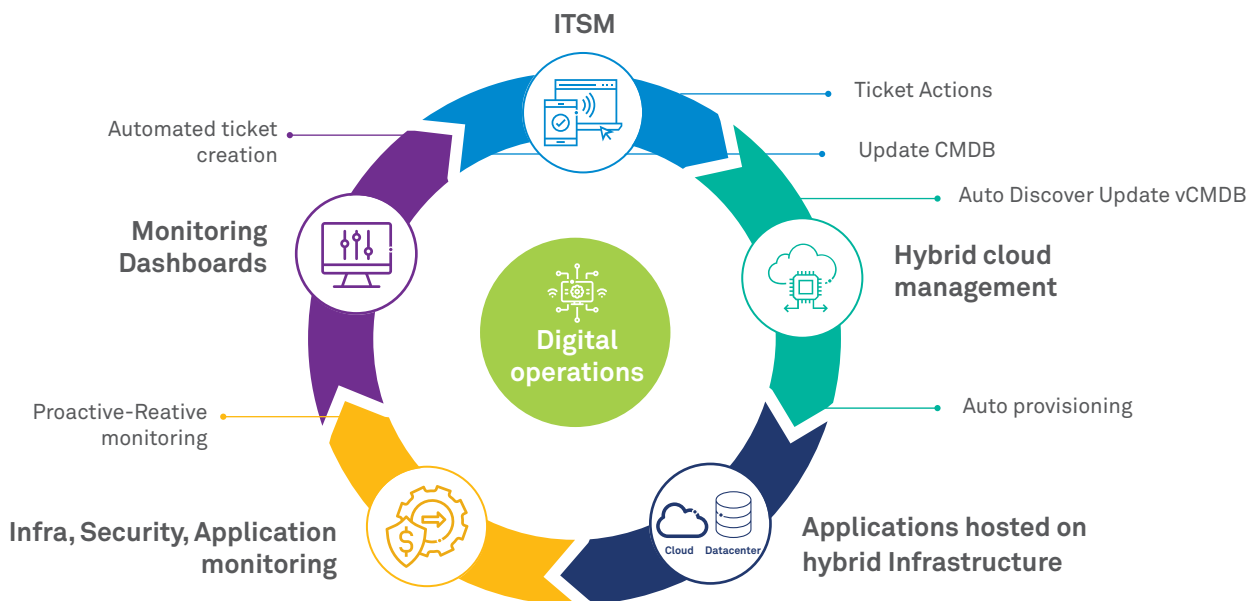 ITSM
Ticket Actions
Update CMDB
Auto Discover Update vCMDB
Hybrid cloud
management
Auto provisioning
Applications hosted on
hybrid Infrastructure
Cloud
Datacenter
Infra, Security, Application
monitoring
$
Proactive-Reative
monitoring
Monitoring
Dashboards
Automated ticket
creation
Digital
operations